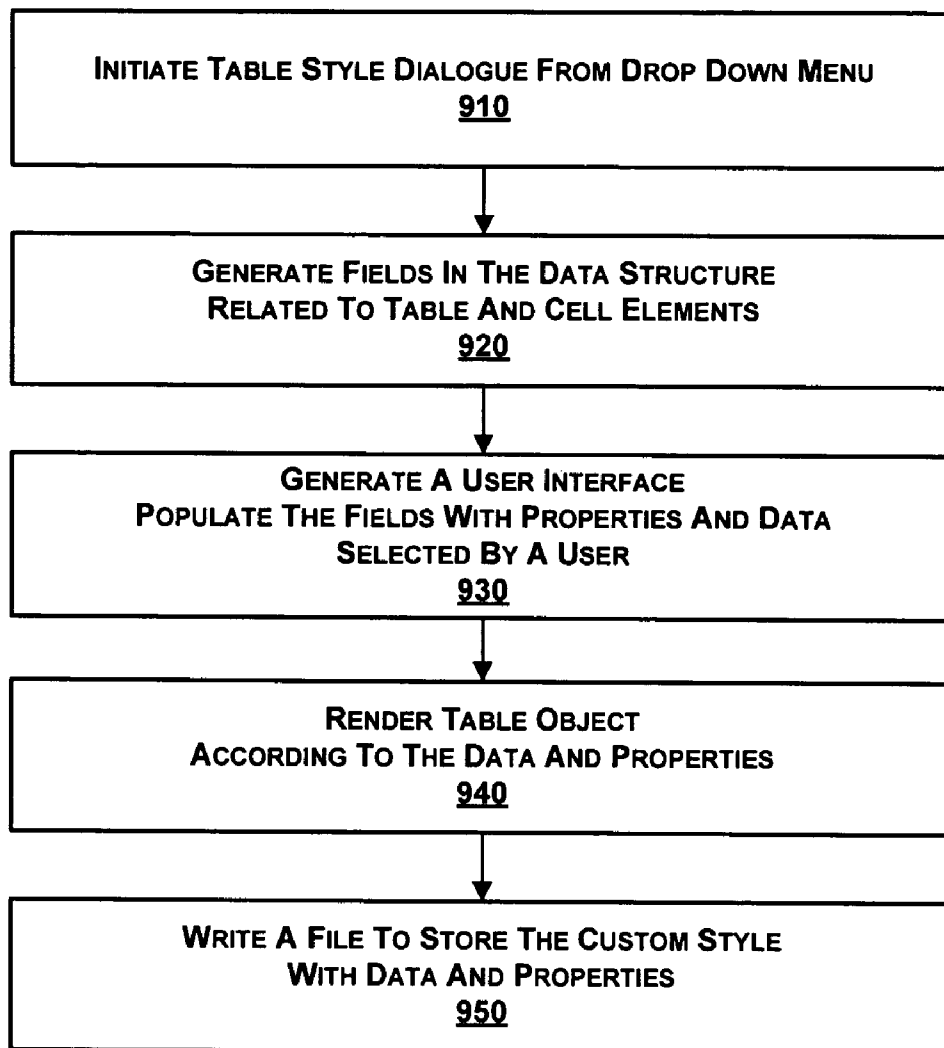 INITIATE TABLE STYLE DIALOGUE FROM DROP DOWN MENU
910
GENERATE FIELDS IN THE DATA STRUCTURE
RELATED TO TABLE AND CELL ELEMENTS
920
GENERATE A USER INTERFACE
POPULATE THE FIELDS WITH PROPERTIES AND DATA
SELECTED BY A USER
930
RENDER TABLE OBJECT
ACCORDING TO THE DATA AND PROPERTIES
940
WRITE A FILE TO STORE THE CUSTOM STYLE
WITH DATA AND PROPERTIES
950